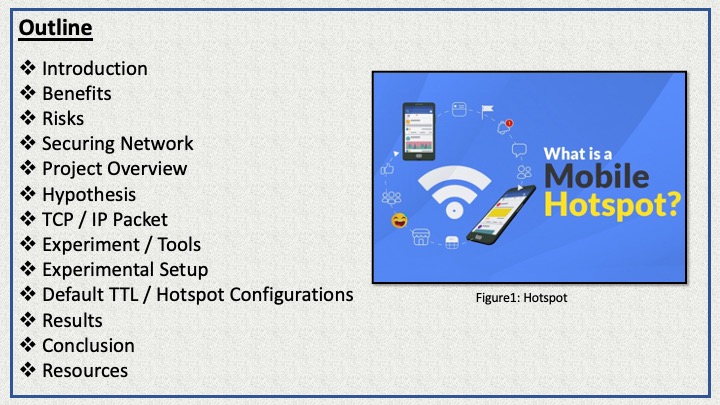 Outline
❖ Introduction
❖ Benefits
❖ Risks
❖ Securing Network
❖ Project Overview
❖ Hypothesis
❖ TCP / IP Packet
❖ Experiment / Tools
❖ Experimental Setup
❖ Default TTL / Hotspot Configurations
❖ Results
❖ Conclusion
❖ Resources
What is a
Mobile
Hotspot?
Figure1: Hotspot